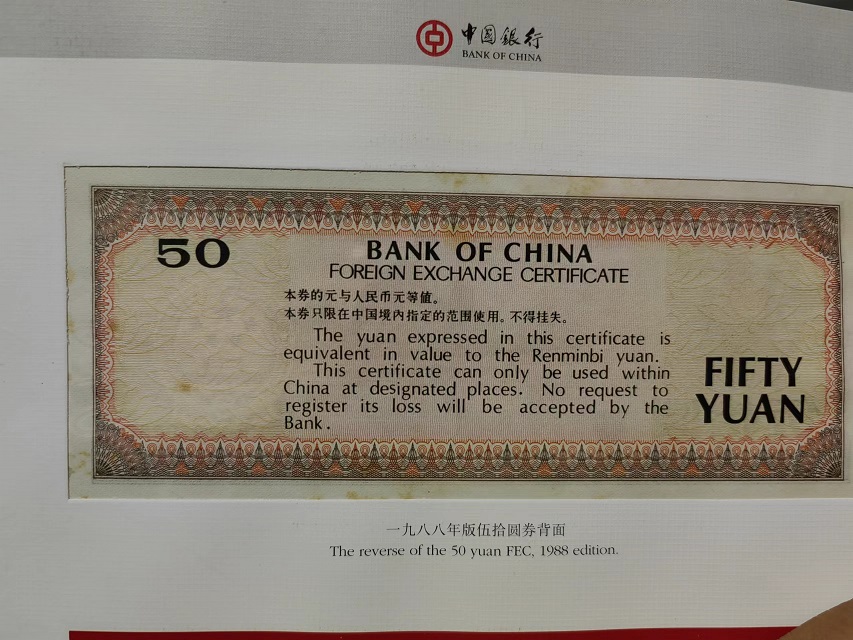 中国银行
BANK OF CHINA
50
BANK OF CHINA
FOREIGN EXCHANGE CERTIFICATE
本券的元与人民币元等值。
本券只限在中国境内指定的范围使用。不得挂失。
The yuan expressed in this certificate is
equivalent in value to the Renminbi yuan.
This certificate can only be used within
China at designated places. No request to
register its loss will be accepted by the
Bank.
FIFTY
YUAN
一九八八年版伍拾圆券背面
The reverse of the 50 yuan FEC, 1988 edition.